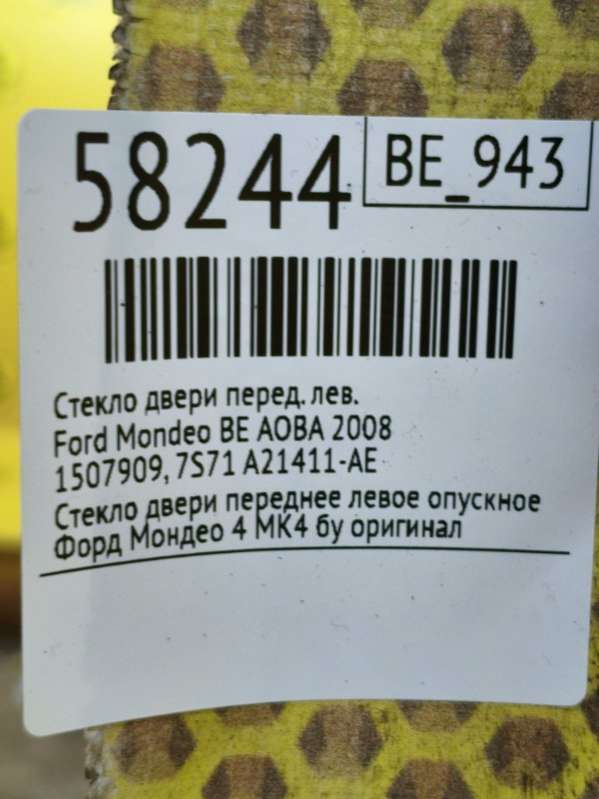 58244
BE_943
Стекло двери перед. лев.
Ford Mondeo BE AOBA 2008
1507909, 7S71 A21411-AE
Стекло двери переднее левое опускное
Форд Мондео 4 МК4 бу оригинал